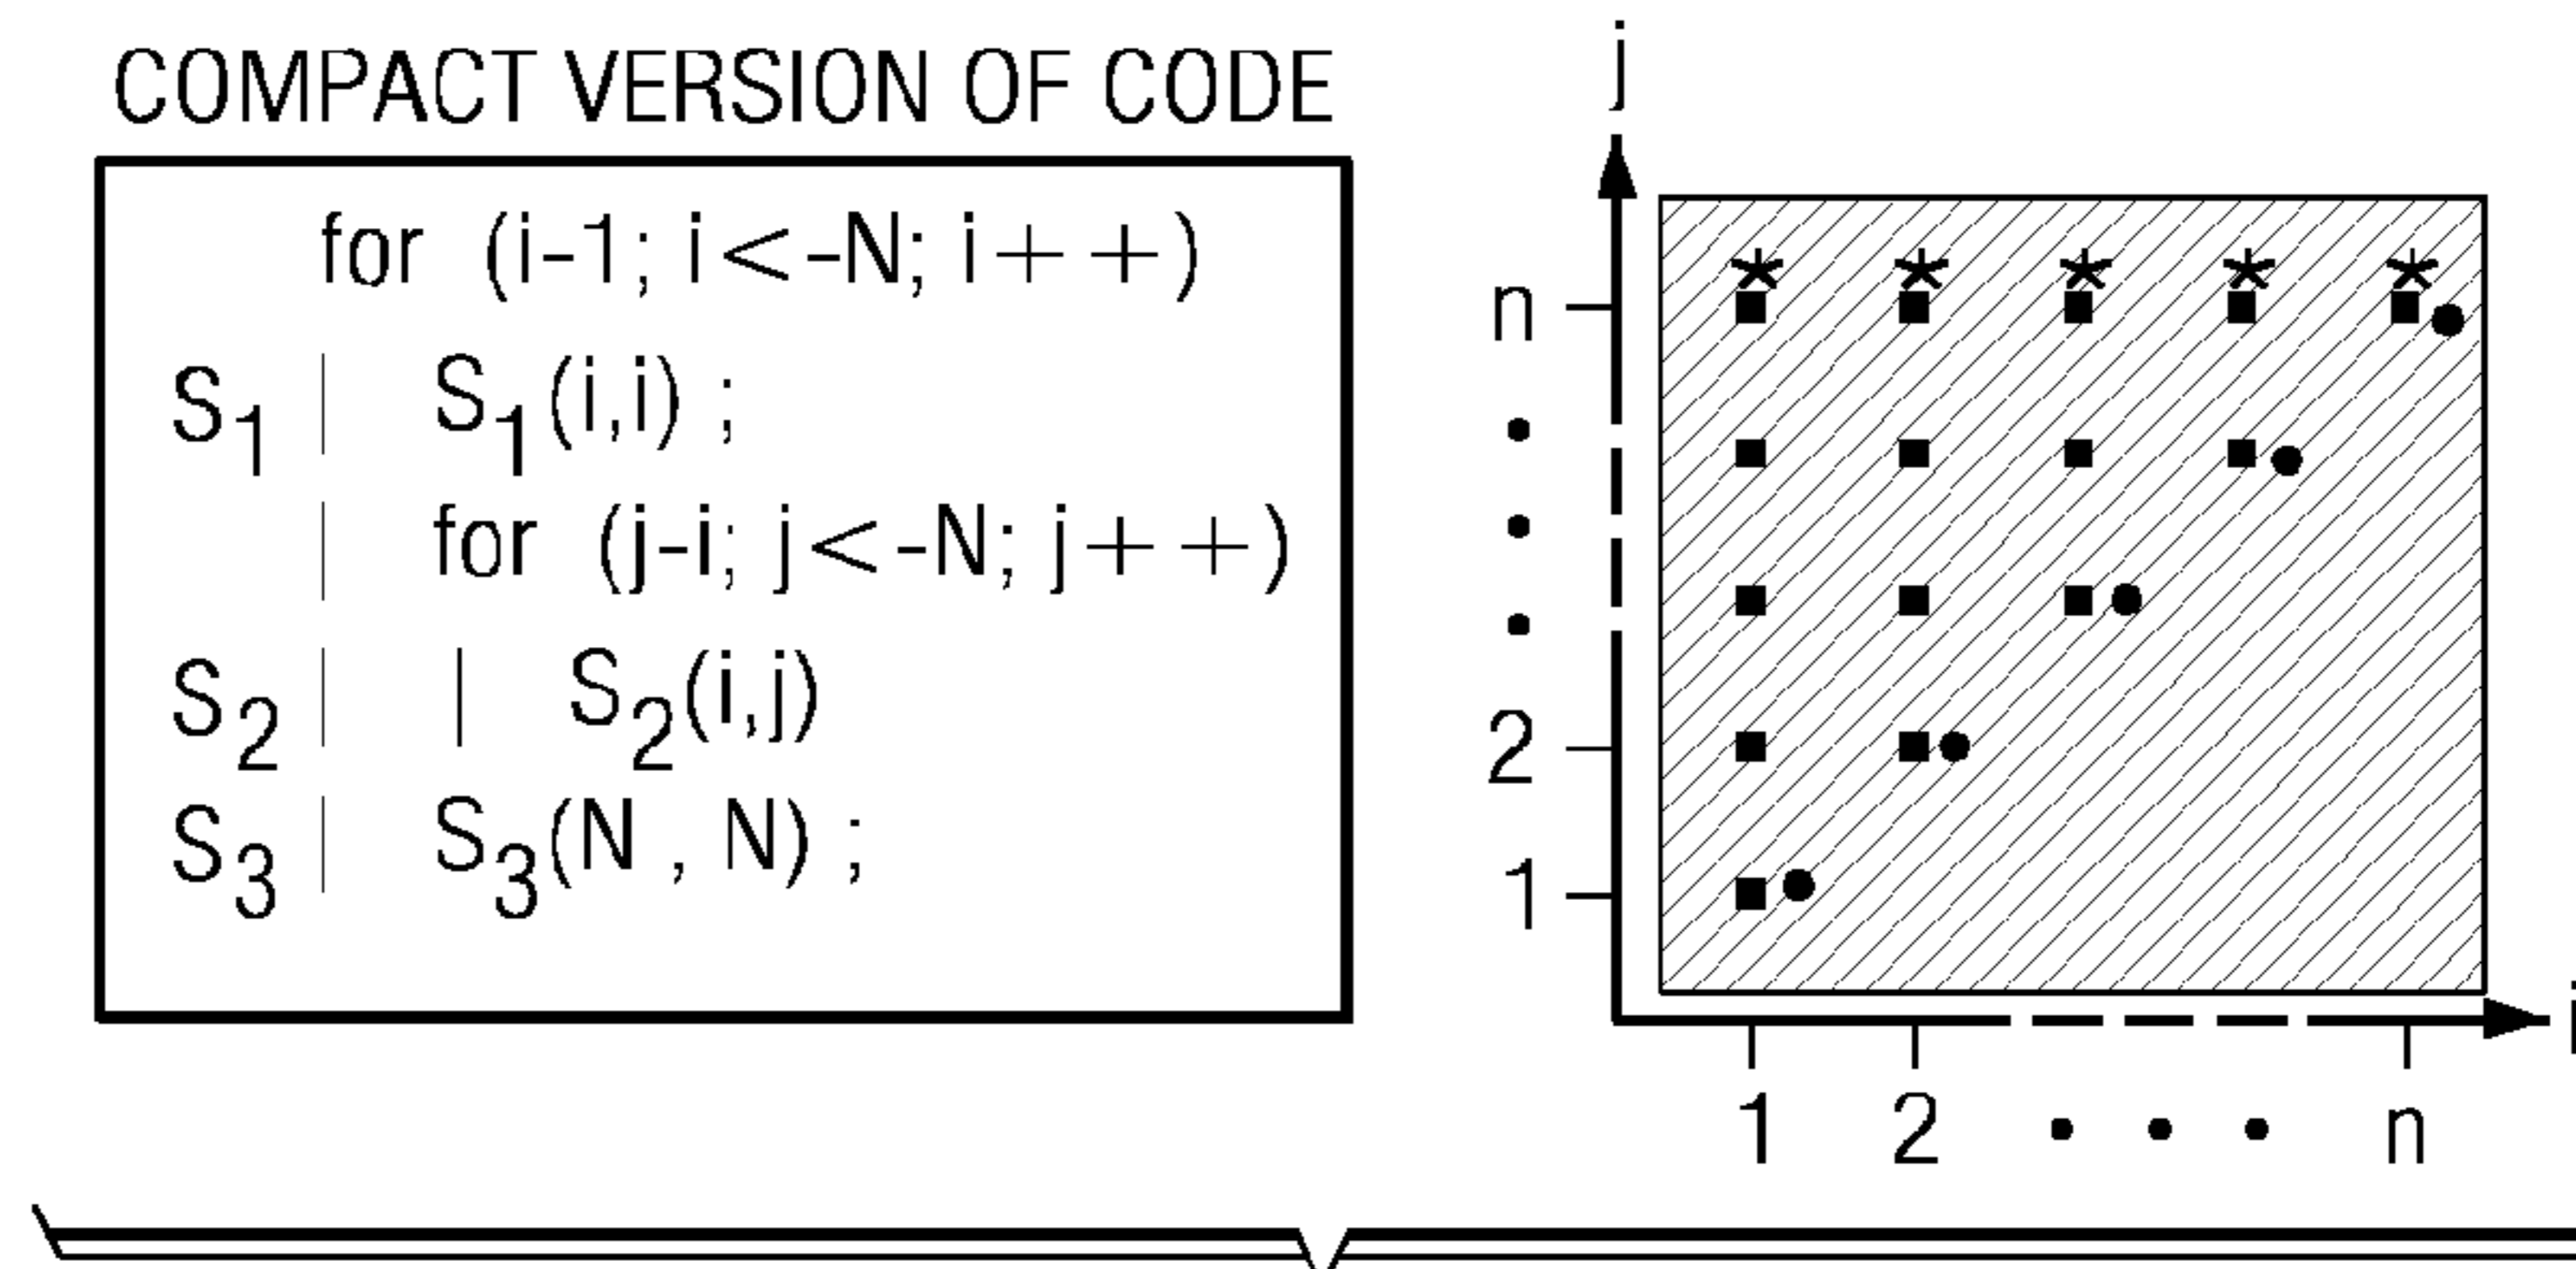 COMPACT VERSION OF CODE
for (i-1; i<-N; i++)
S1 | S1(i,i) ;
| for (j-i; j<-N; j++)
S2 | | S2(i,j)
S3 | S3(N , N) ;
j
n
•
•
•
2
1
i
1 2 • • • n